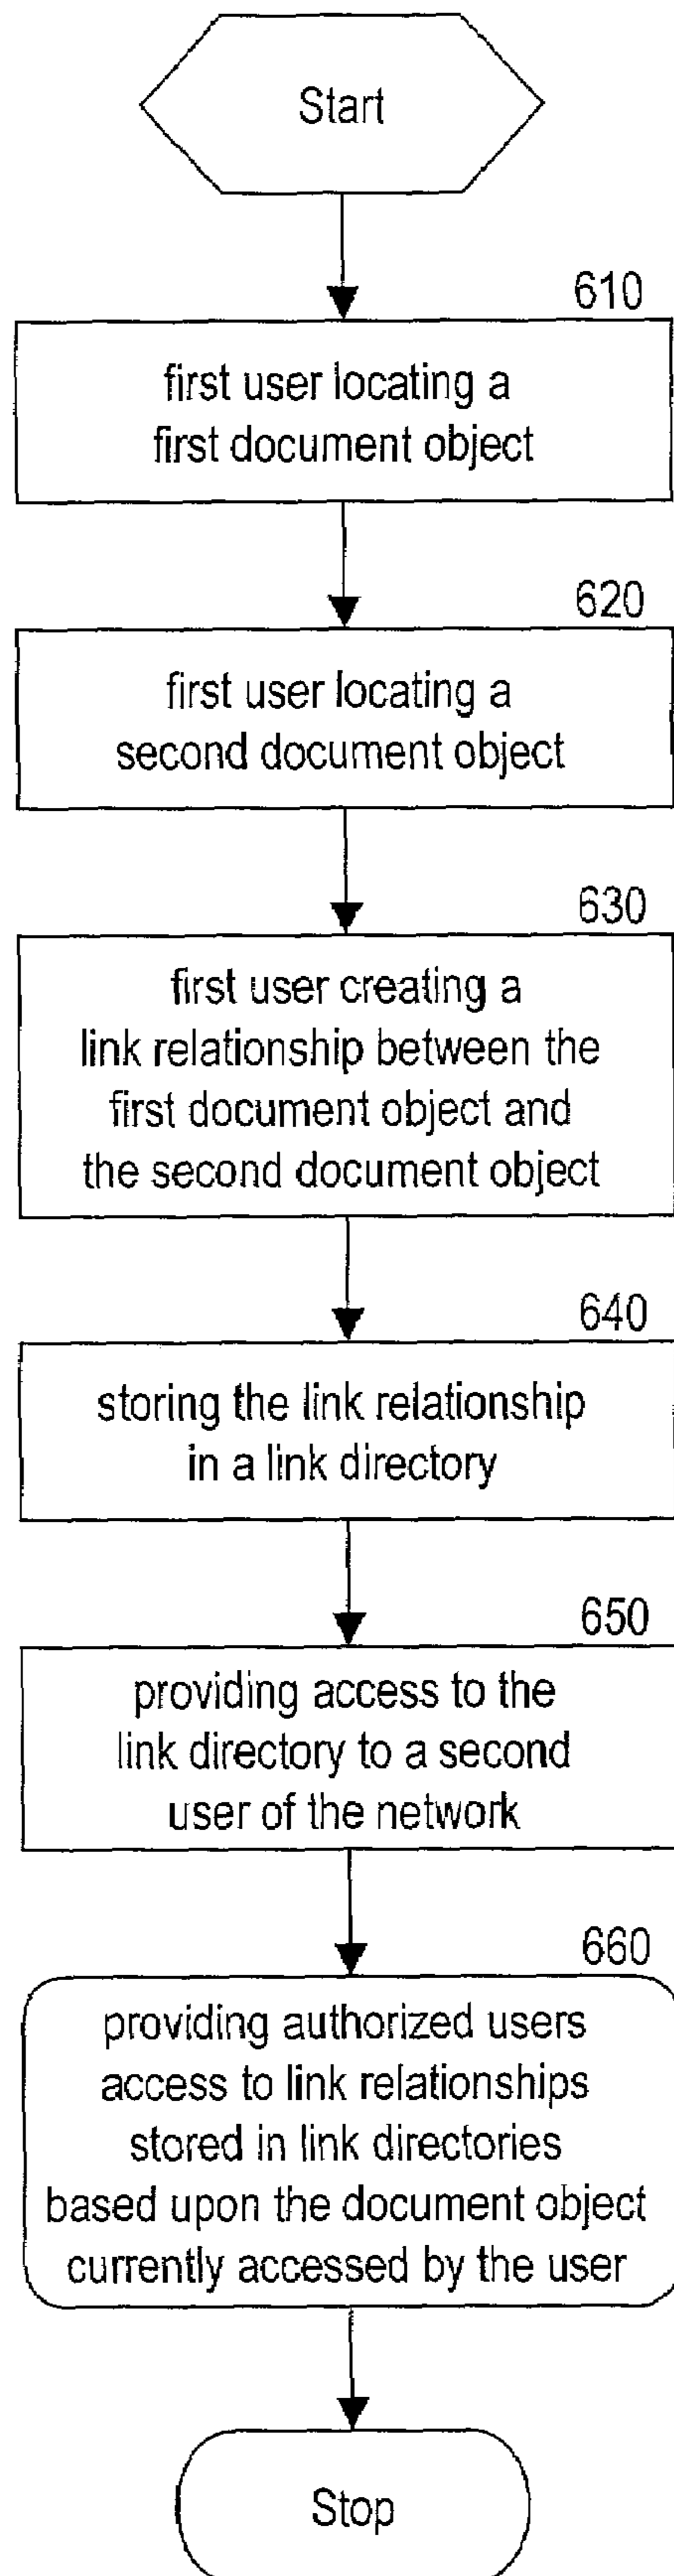 Start
610
first user locating a
first document object
620
first user locating a
second document object
630
first user creating a
link relationship between the
first document object and
the second document object
640
storing the link relationship
in a link directory
650
providing access to the
link directory to a second
user of the network
660
providing authorized users
access to link relationships
stored in link directories
based upon the document object
currently accessed by the user
Stop